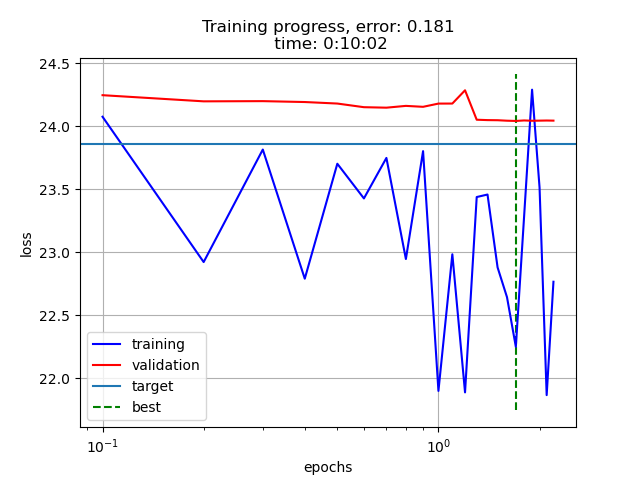 Training progress, error: 0.181
time: 0:10:02
24.5
24.0
23.5
23.0
22.5
22.0
loss
training
validation
target
best
10⁻¹
10⁰
epochs